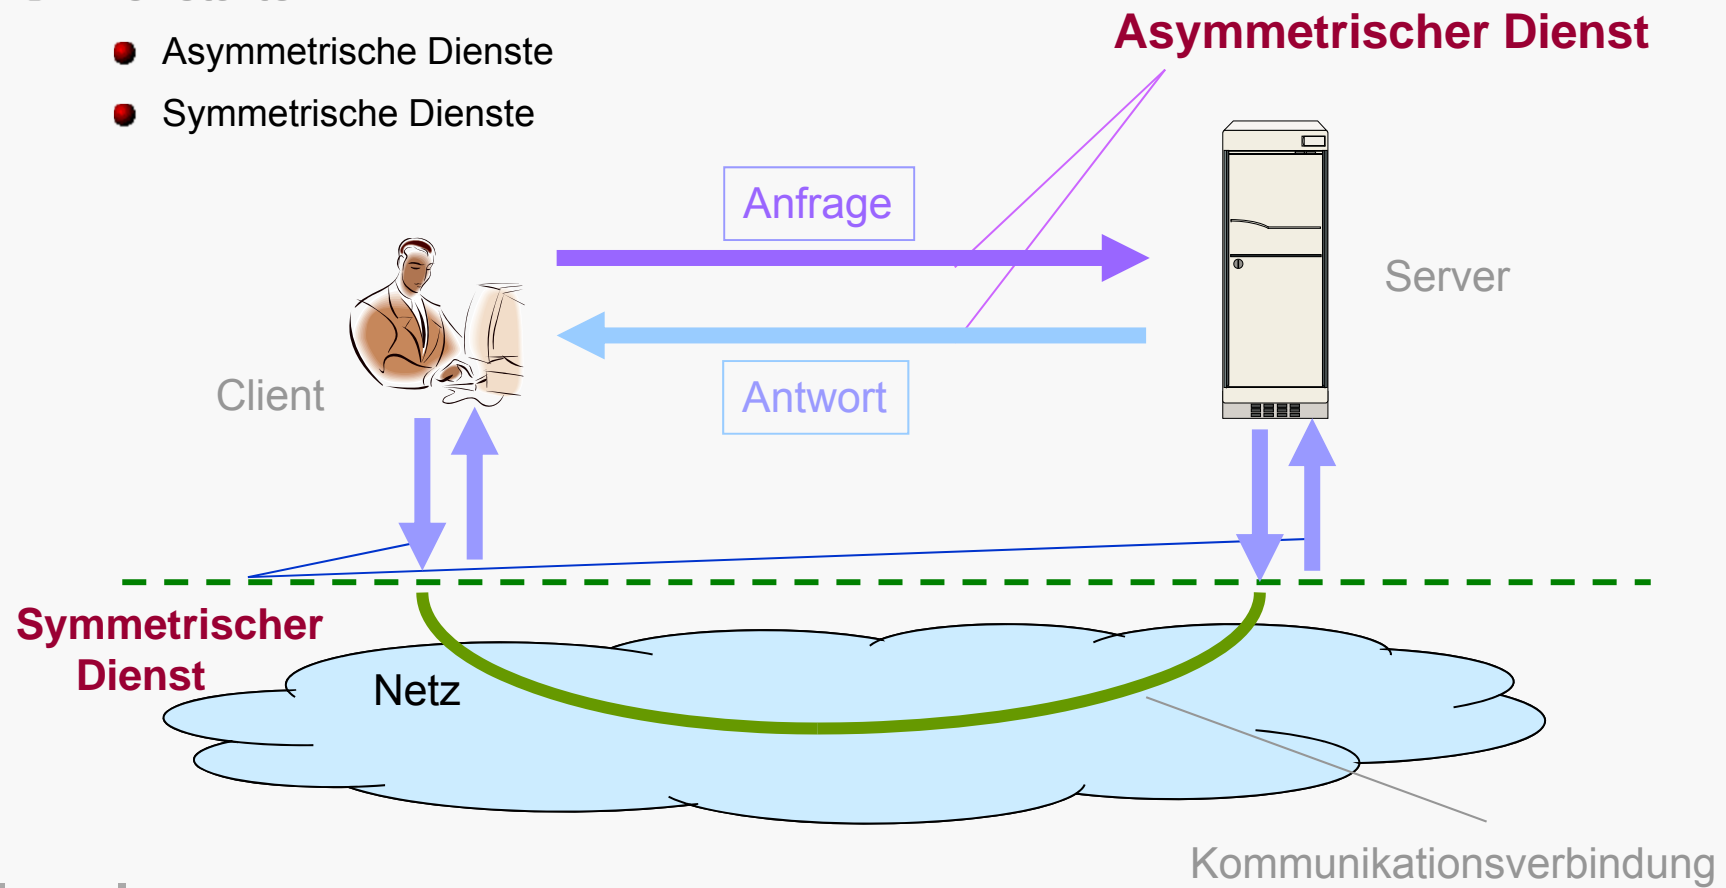 Asymmetrische Dienste
Symmetrische Dienste
Asymmetrischer Dienst
Anfrage
Server
Client
Antwort
Symmetrischer
Dienst
Netz
Kommunikationsverbindung